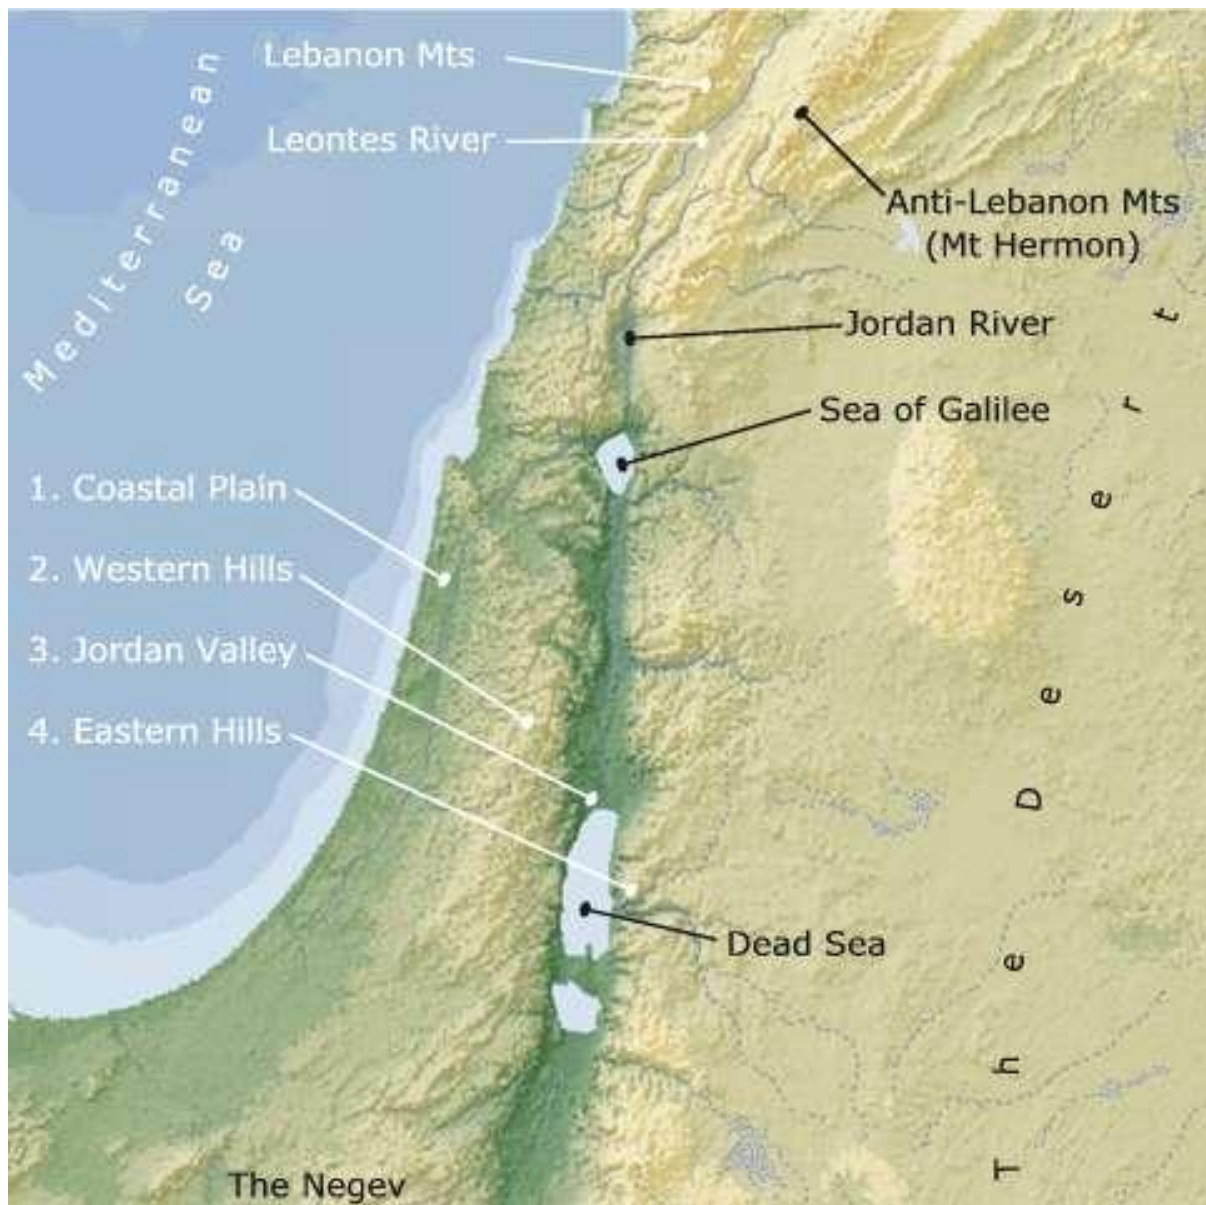 Lebanon Mts
Leontes River
Mediterranean
Sea
Anti-Lebanon Mts
(Mt Hermon)
Jordan River
Sea of Galilee
1. Coastal Plain
2. Western Hills
3. Jordan Valley
4. Eastern Hills
Dead Sea
The Desert
The Negev